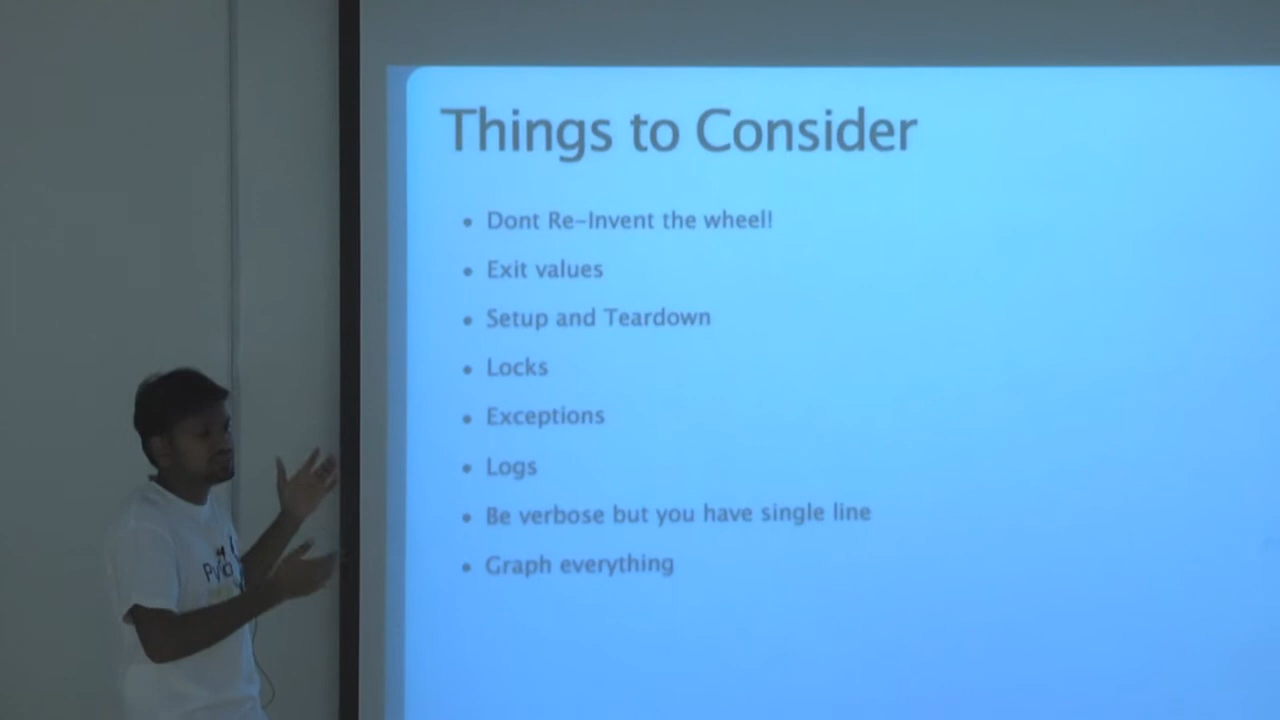 Things to Consider
Dont Re-Invent the wheel!
Exit values
Setup and Teardown
Locks
Exceptions
Logs
Be verbose but you have single line
Graph everything